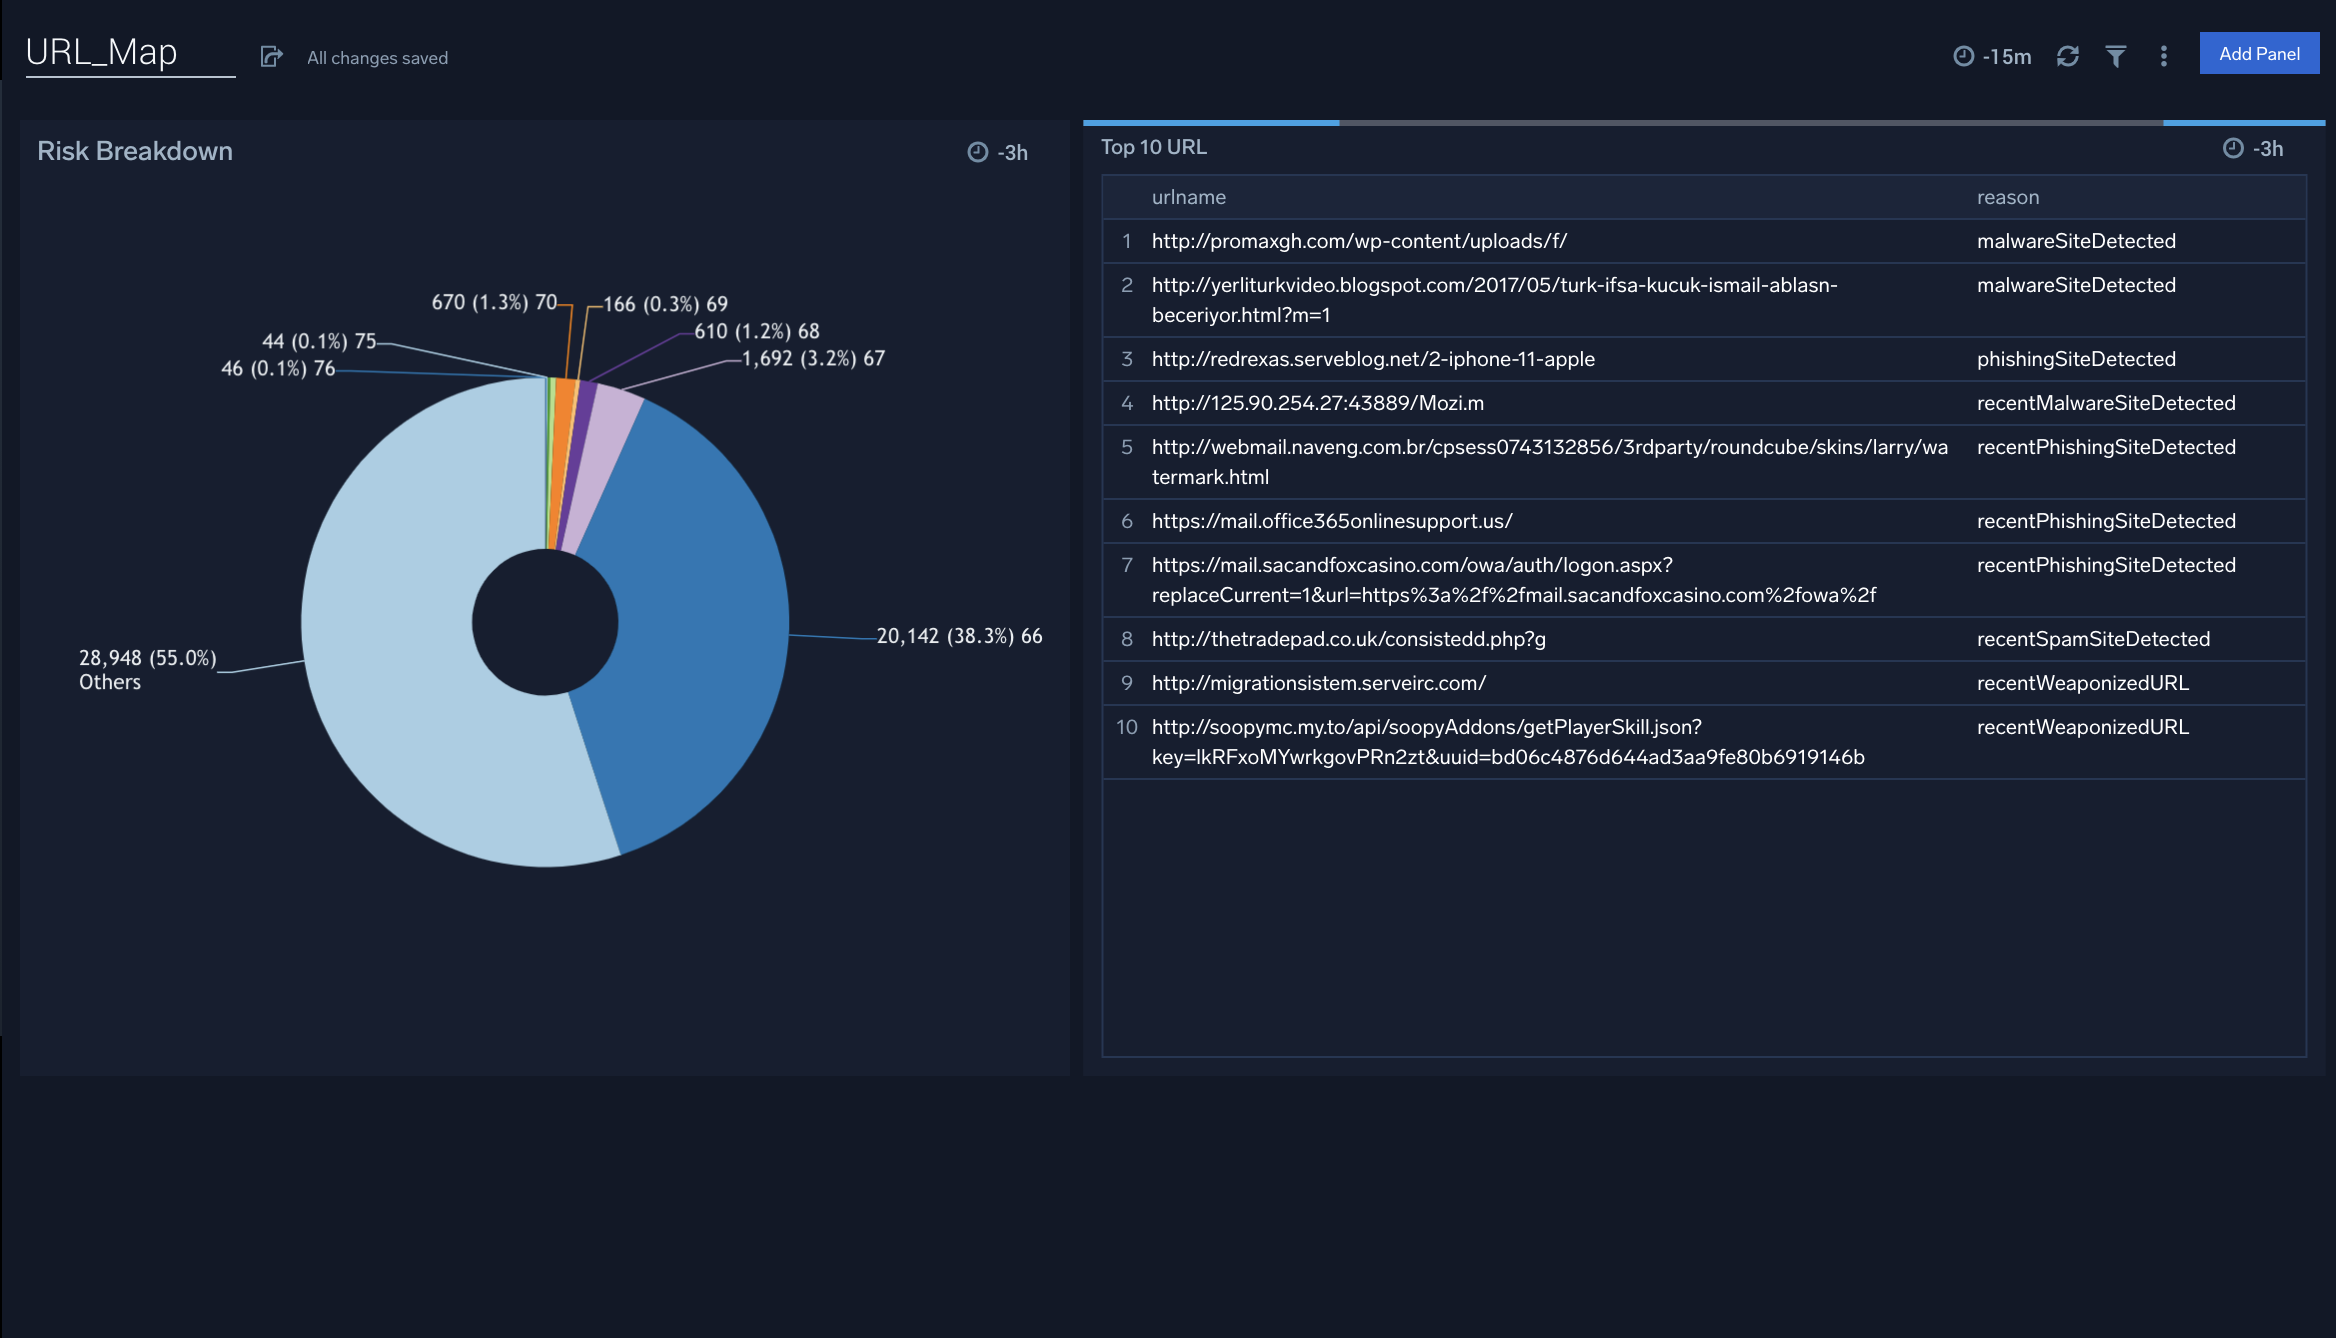 URL_Map
All changes saved
-15m
Add Panel
Risk Breakdown
-3h
670 (1.3%) 70
166 (0.3%) 69
610 (1.2%) 68
44 (0.1%) 75
1,692 (3.2%) 67
46 (0.1%) 76
20,142 (38.3%) 66
28,948 (55.0%)
Others
Top 10 URL
-3h
urlname reason
1 http://promaxgh.com/wp-content/uploads/f/ malwareSiteDetected
2 http://yerliturkvideo.blogspot.com/2017/05/turk-ifsa-kucuk-ismail-ablasn- malwareSiteDetected
beceriyor.html?m=1
3 http://redrexas.serveblog.net/2-iphone-11-apple phishingSiteDetected
4 http://125.90.254.27:43889/Mozi.m recentMalwareSiteDetected
5 http://webmail.naveng.com.br/cpsess0743132856/3rdparty/roundcube/skins/larry/wa recentPhishingSiteDetected
termark.html
6 https://mail.office365onlinesupport.us/ recentPhishingSiteDetected
7 https://mail.sacandfoxcasino.com/owa/auth/logon.aspx? recentPhishingSiteDetected
replaceCurrent=1&url=https%3a%2f%2fmail.sacandfoxcasino.com%2fowa%2f
8 http://thetradepad.co.uk/consistedd.php?g recentSpamSiteDetected
9 http://migrationsistem.serveirc.com/ recentWeaponizedURL
10 http://soopymc.my.to/api/soopyAddons/getPlayerSkill.json? recentWeaponizedURL
key=lkRFxoMYwrkgovPRn2zt&uuid=bd06c4876d644ad3aa9fe80b6919146b